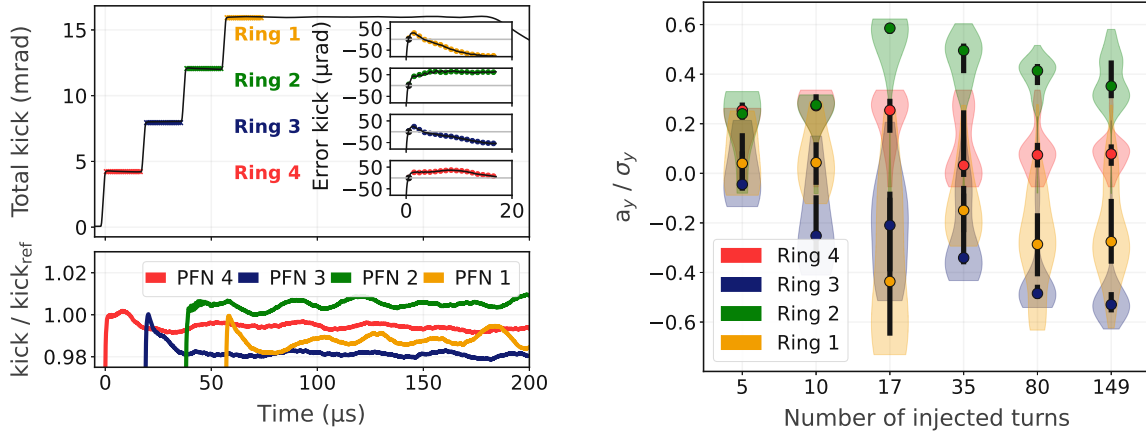 Total kick (mrad)
15
10
5
0
Ring 1
Ring 2
Ring 3
Ring 4
Error kick (μrad)
50
−50
50
−50
50
−50
50
−50
0 20
kick / kick_ref
1.02
1.00
0.98
PFN 4 PFN 3 PFN 2 PFN 1
0 50 100 150 200
Time (μs)
a_y / σ_y
0.6
0.4
0.2
0.0
−0.2
−0.4
−0.6
Ring 4
Ring 3
Ring 2
Ring 1
5 10 17 35 80 149
Number of injected turns